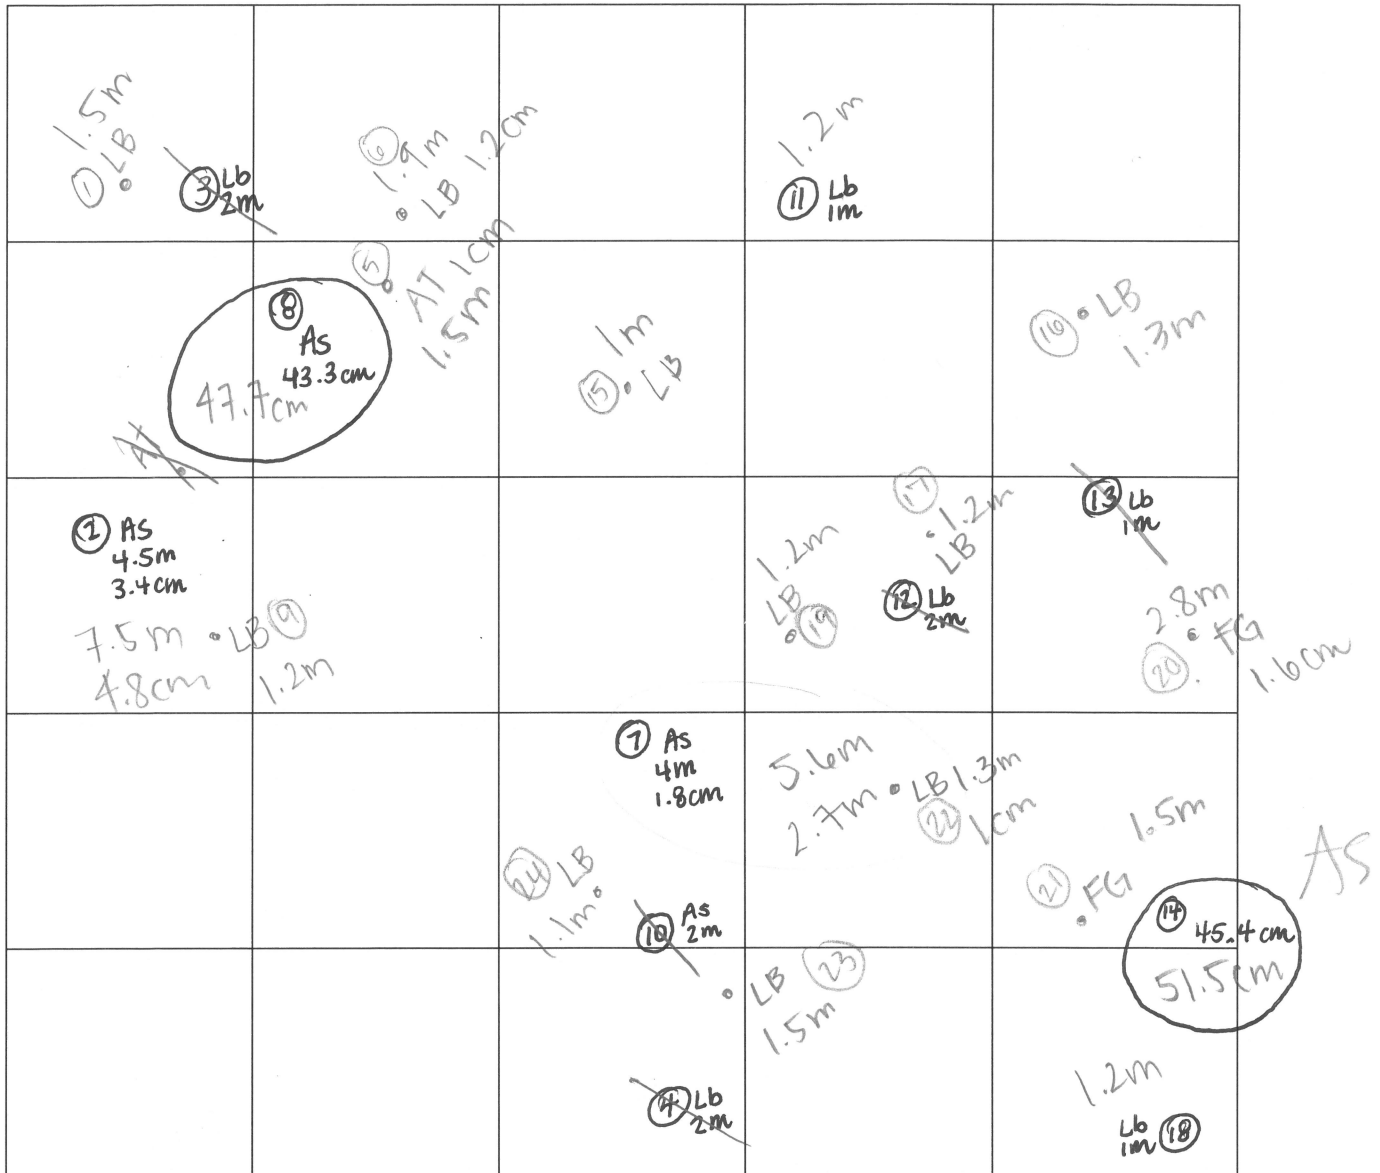 1.5m
① LB
③ Lb
2m
⑥ 1.9m
LB 1.2cm
1.2m
⑪ Lb
1m
⑤
AT 1cm
1.5m
⑧
As
43.3cm
47.7cm
At
1m
⑮ LB
⑯ LB
1.3m
② AS
4.5m
3.4cm
7.5m
4.8cm
LB ⑨
1.2m
⑰ 1.2m
LB
1.2m
LB
⑲
⑫ Lb
2m
⑬ Lb
1m
2.8m
FG
⑳
1.6cm
⑦ As
4m
1.8cm
5.6m
2.7m
LB 1.3m
㉒ 1cm
㉔ LB
1.1m
⑩ As
2m
LB ㉓
1.5m
1.5m
㉑ FG
As
⑭
45.4cm
51.5cm
④ Lb
2m
1.2m
Lb
1m ⑱